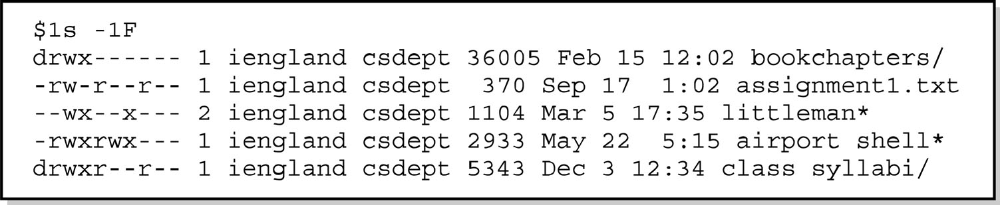 $1s -1F
drwx------ 1 iengland csdept 36005 Feb 15 12:02 bookchapters/
-rw-r--r-- 1 iengland csdept  370 Sep 17  1:02 assignment1.txt
--wx--x--- 2 iengland csdept 1104 Mar 5 17:35 littleman*
-rwxrwx--- 1 iengland csdept 2933 May 22  5:15 airport shell*
drwxr--r-- 1 iengland csdept 5343 Dec 3 12:34 class syllabi/